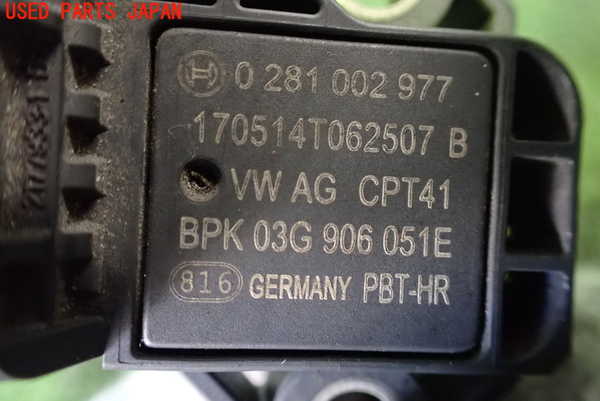 USED PARTS JAPAN
0 281 002 977
170514T062507 B
VW AG CPT41
BPK 03G 906 051E
816 GERMANY PBT-HR